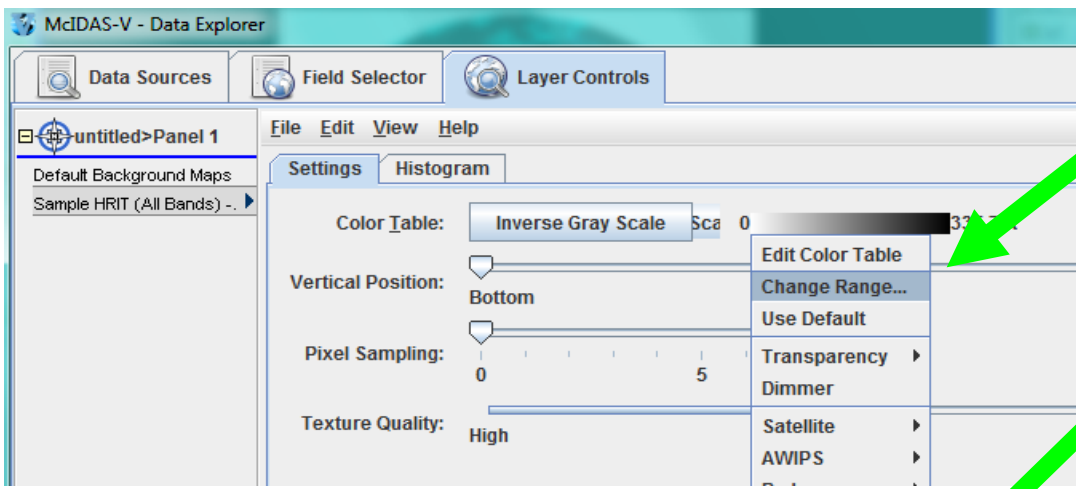 McIDAS-V - Data Explorer
Data Sources Field Selector Layer Controls
untitled>Panel 1
Default Background Maps
Sample HRIT (All Bands) -.
File Edit View Help
Settings Histogram
Color Table: Inverse Gray Scale Sca 0
Edit Color Table
Change Range...
Use Default
Transparency
Dimmer
Satellite
AWIPS
Vertical Position:
Bottom
Pixel Sampling:
0 5
Texture Quality:
High